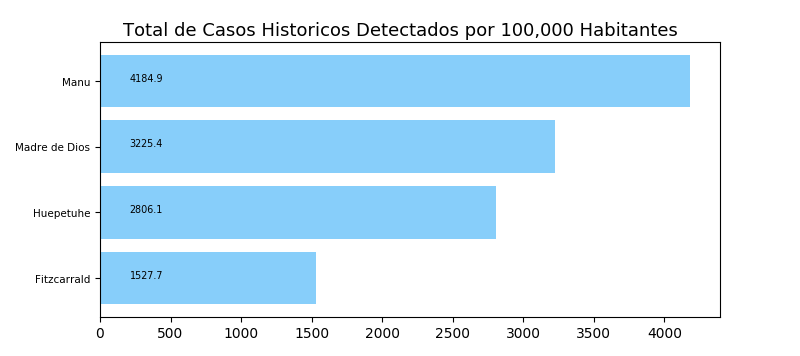 Total de Casos Historicos Detectados por 100,000 Habitantes
Manu 4184.9
Madre de Dios 3225.4
Huepetuhe 2806.1
Fitzcarrald 1527.7
0 500 1000 1500 2000 2500 3000 3500 4000